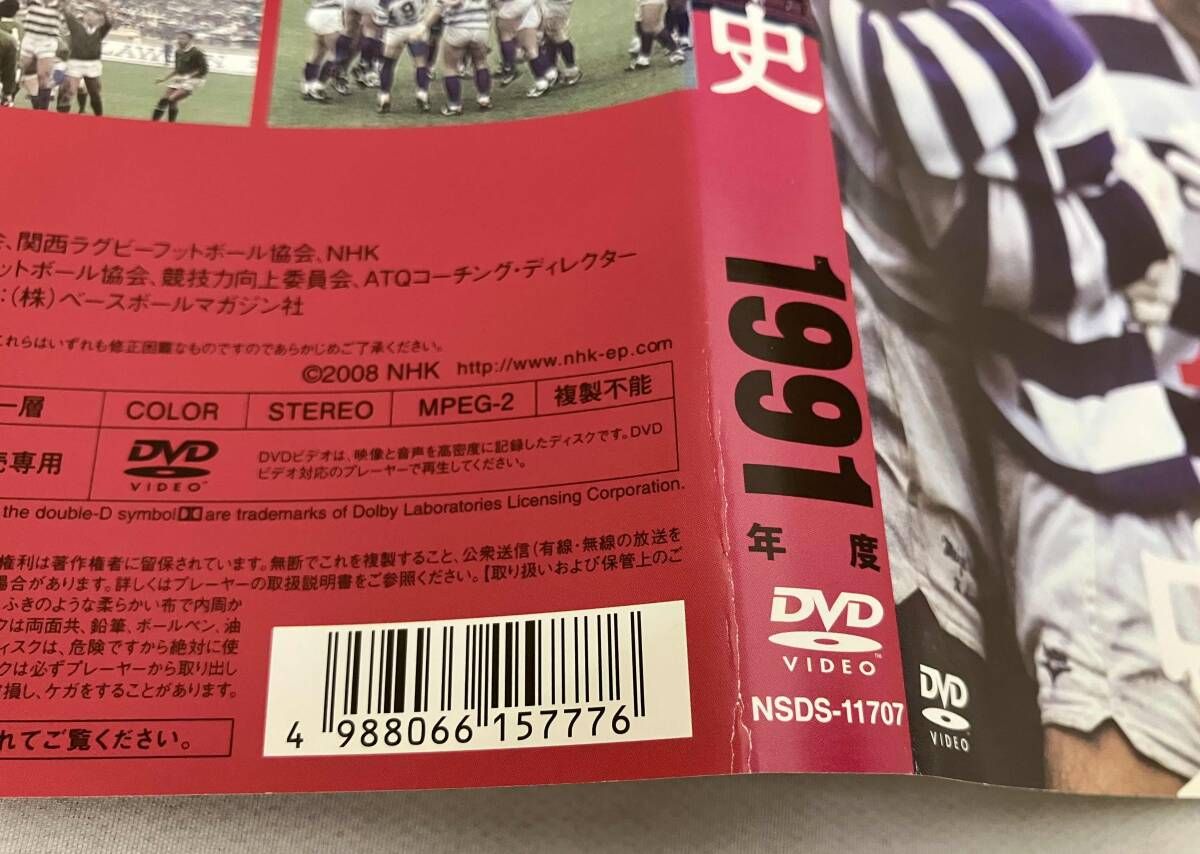 、関西ラグビーフットボール協会、NHK
ットボール協会、競技力向上委員会、ATQコーチング・ディレクター
:(株)ベースボールマガジン社
これらはいずれも修正困難なものですのであらかじめご了承ください。
©2008 NHK http://www.nhk-ep.com
一層 COLOR STEREO MPEG-2 複製不能
売専用 DVD VIDEO
DVDビデオは、映像と音声を高密度に記録したディスクです。DVD
ビデオ対応のプレーヤーで再生してください。
the double-D symbol are trademarks of Dolby Laboratories Licensing Corporation.
権利は著作権者に留保されています。無断でこれを複製すること、公衆送信(有線・無線の放送を
場合があります。詳しくはプレーヤーの取扱説明書をご参照ください。【取り扱いおよび保管上のご
ふきのような柔らかい布で内周か
クは両面共、鉛筆、ボールペン、油
ィスクは、危険ですから絶対に使
クは必ずプレーヤーから取り出し
損し、ケガをすることがあります。
れてご覧ください。
4 988066 157776
史
1991
年度
DVD
VIDEO
NSDS-11707
DVD
VIDEO